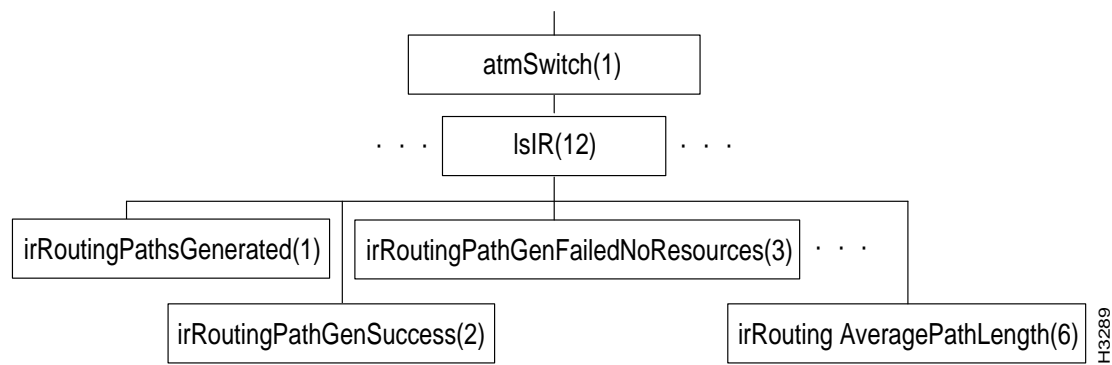 atmSwitch(1)
. . . lsIR(12) . . .
irRoutingPathsGenerated(1)
irRoutingPathGenFailedNoResources(3) . . .
irRoutingPathGenSuccess(2)
irRouting AveragePathLength(6)
H3289